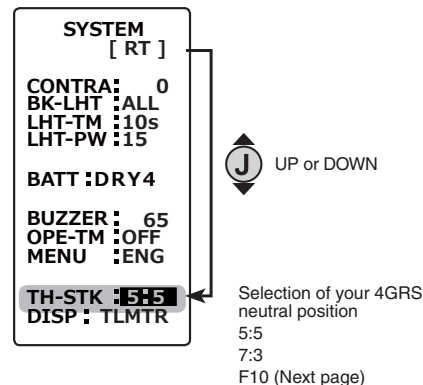 SYSTEM
[ RT ]
CONTRA: 0
BK-LHT :ALL
LHT-TM :10s
LHT-PW :15
BATT :DRY4
BUZZER : 65
OPE-TM :OFF
MENU :ENG
TH-STK :5:5
DISP : TLMTR
J
UP or DOWN
Selection of your 4GRS
neutral position
5:5
7:3
F10 (Next page)